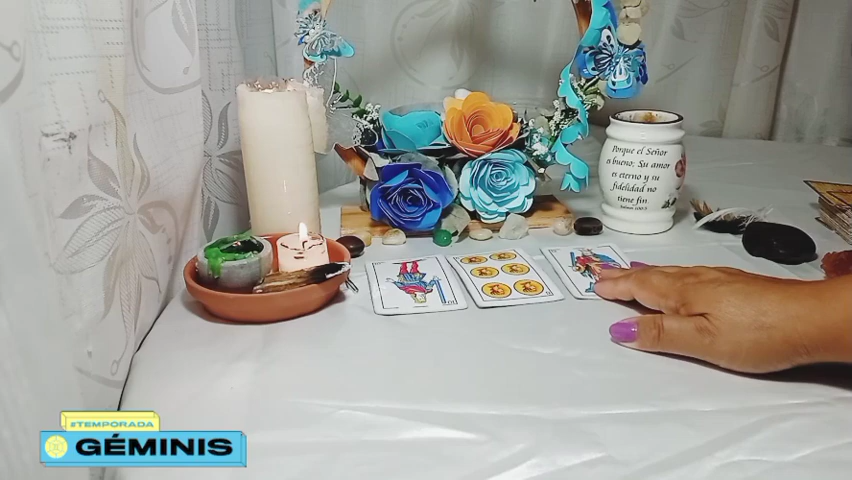 Porque el Señor
es bueno; Su amor
es eterno y su
fidelidad no
tiene fin.
#TEMPORADA
GÉMINIS